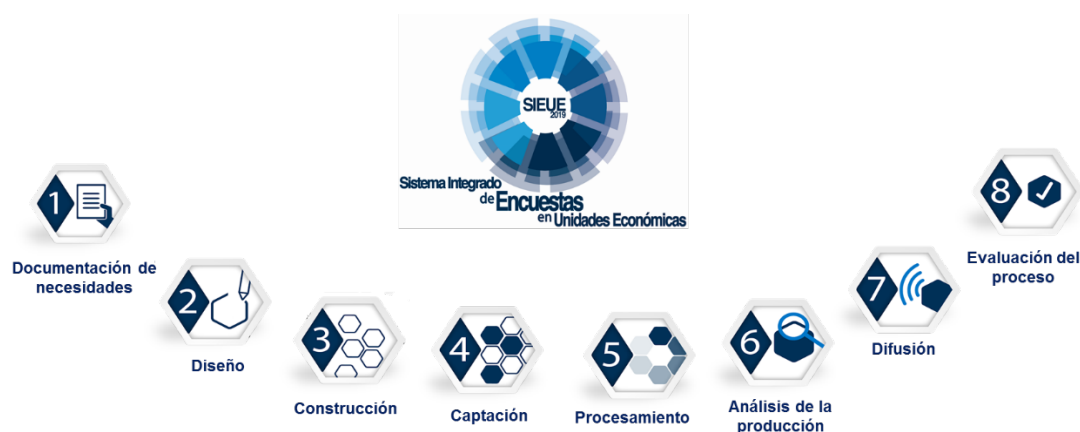 SIEUE
2019
Sistema Integrado
de Encuestas
en Unidades Económicas
1
Documentación de
necesidades
2
Diseño
3
Construcción
4
Captación
5
Procesamiento
6
Análisis de la
producción
7
Difusión
8
Evaluación del
proceso